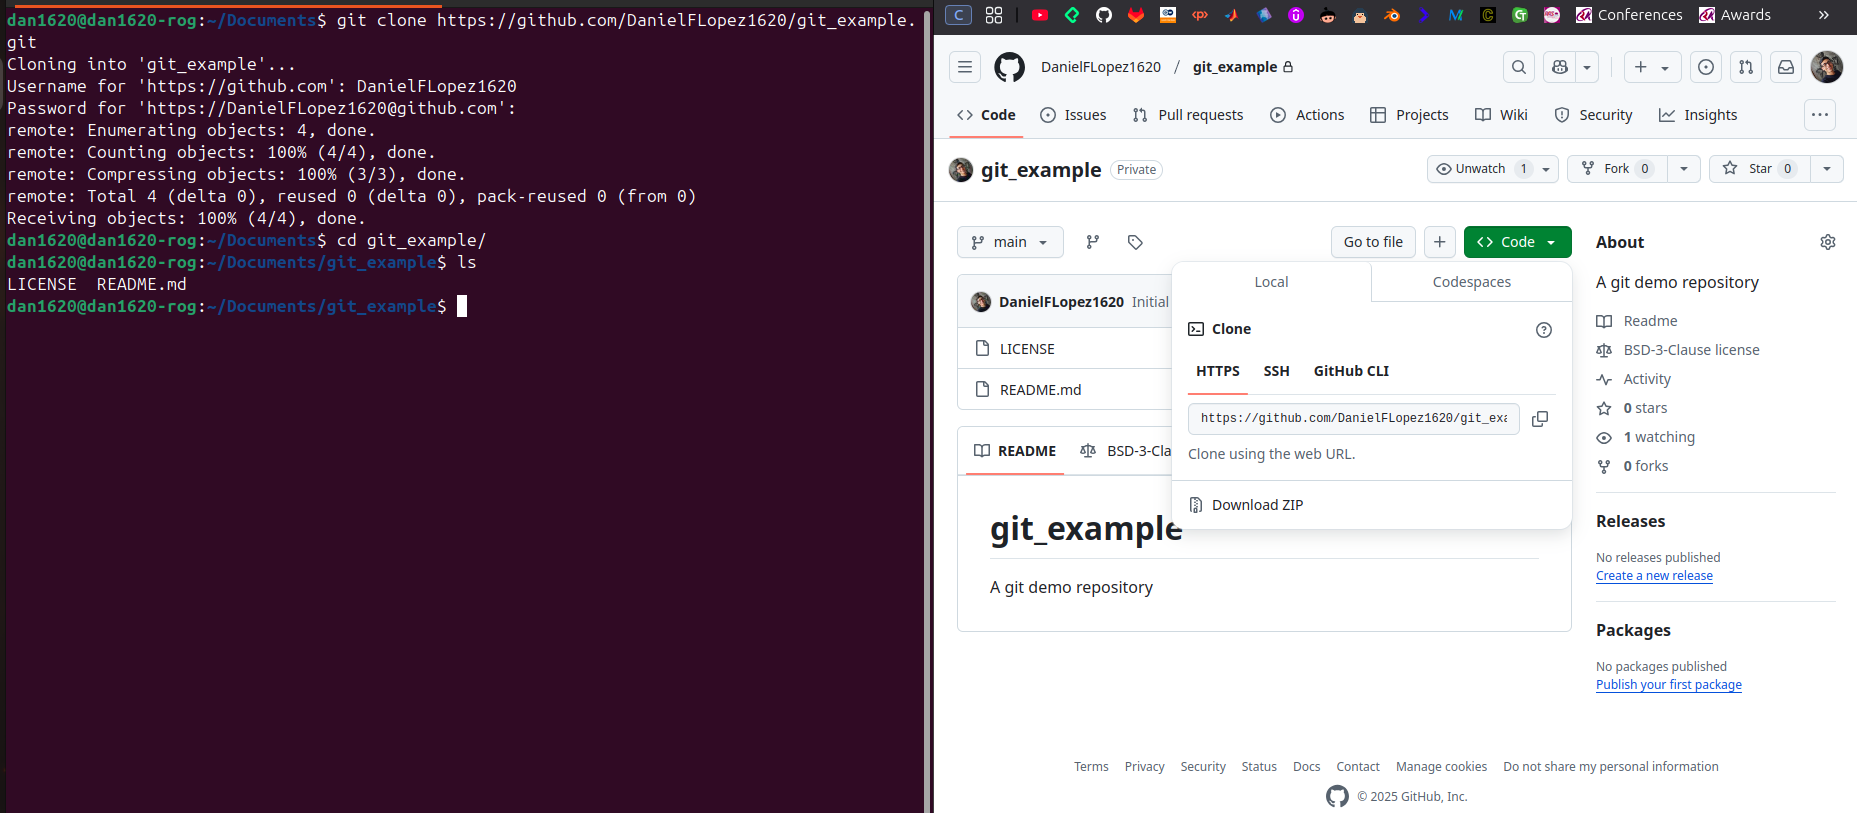 dan1620@dan1620-rog:~/Documents$ git clone https://github.com/DanielFLopez1620/git_example.
git
Cloning into 'git_example'...
Username for 'https://github.com': DanielFLopez1620
Password for 'https://DanielFLopez1620@github.com':
remote: Enumerating objects: 4, done.
remote: Counting objects: 100% (4/4), done.
remote: Compressing objects: 100% (3/3), done.
remote: Total 4 (delta 0), reused 0 (delta 0), pack-reused 0 (from 0)
Receiving objects: 100% (4/4), done.
dan1620@dan1620-rog:~/Documents$ cd git_example/
dan1620@dan1620-rog:~/Documents/git_example$ ls
LICENSE  README.md
dan1620@dan1620-rog:~/Documents/git_example$
C Conferences Awards »
DanielFLopez1620 / git_example
Code Issues Pull requests Actions Projects Wiki Security Insights
git_example Private
Unwatch 1 Fork 0 Star 0
main
Go to file
Code
DanielFLopez1620 Initial
LICENSE
README.md
README BSD-3-Cla
git_example
A git demo repository
Local Codespaces
Clone
HTTPS SSH GitHub CLI
https://github.com/DanielFLopez1620/git_exa
Clone using the web URL.
Download ZIP
About
A git demo repository
Readme
BSD-3-Clause license
Activity
0 stars
1 watching
0 forks
Releases
No releases published
Create a new release
Packages
No packages published
Publish your first package
Terms Privacy Security Status Docs Contact Manage cookies Do not share my personal information
© 2025 GitHub, Inc.